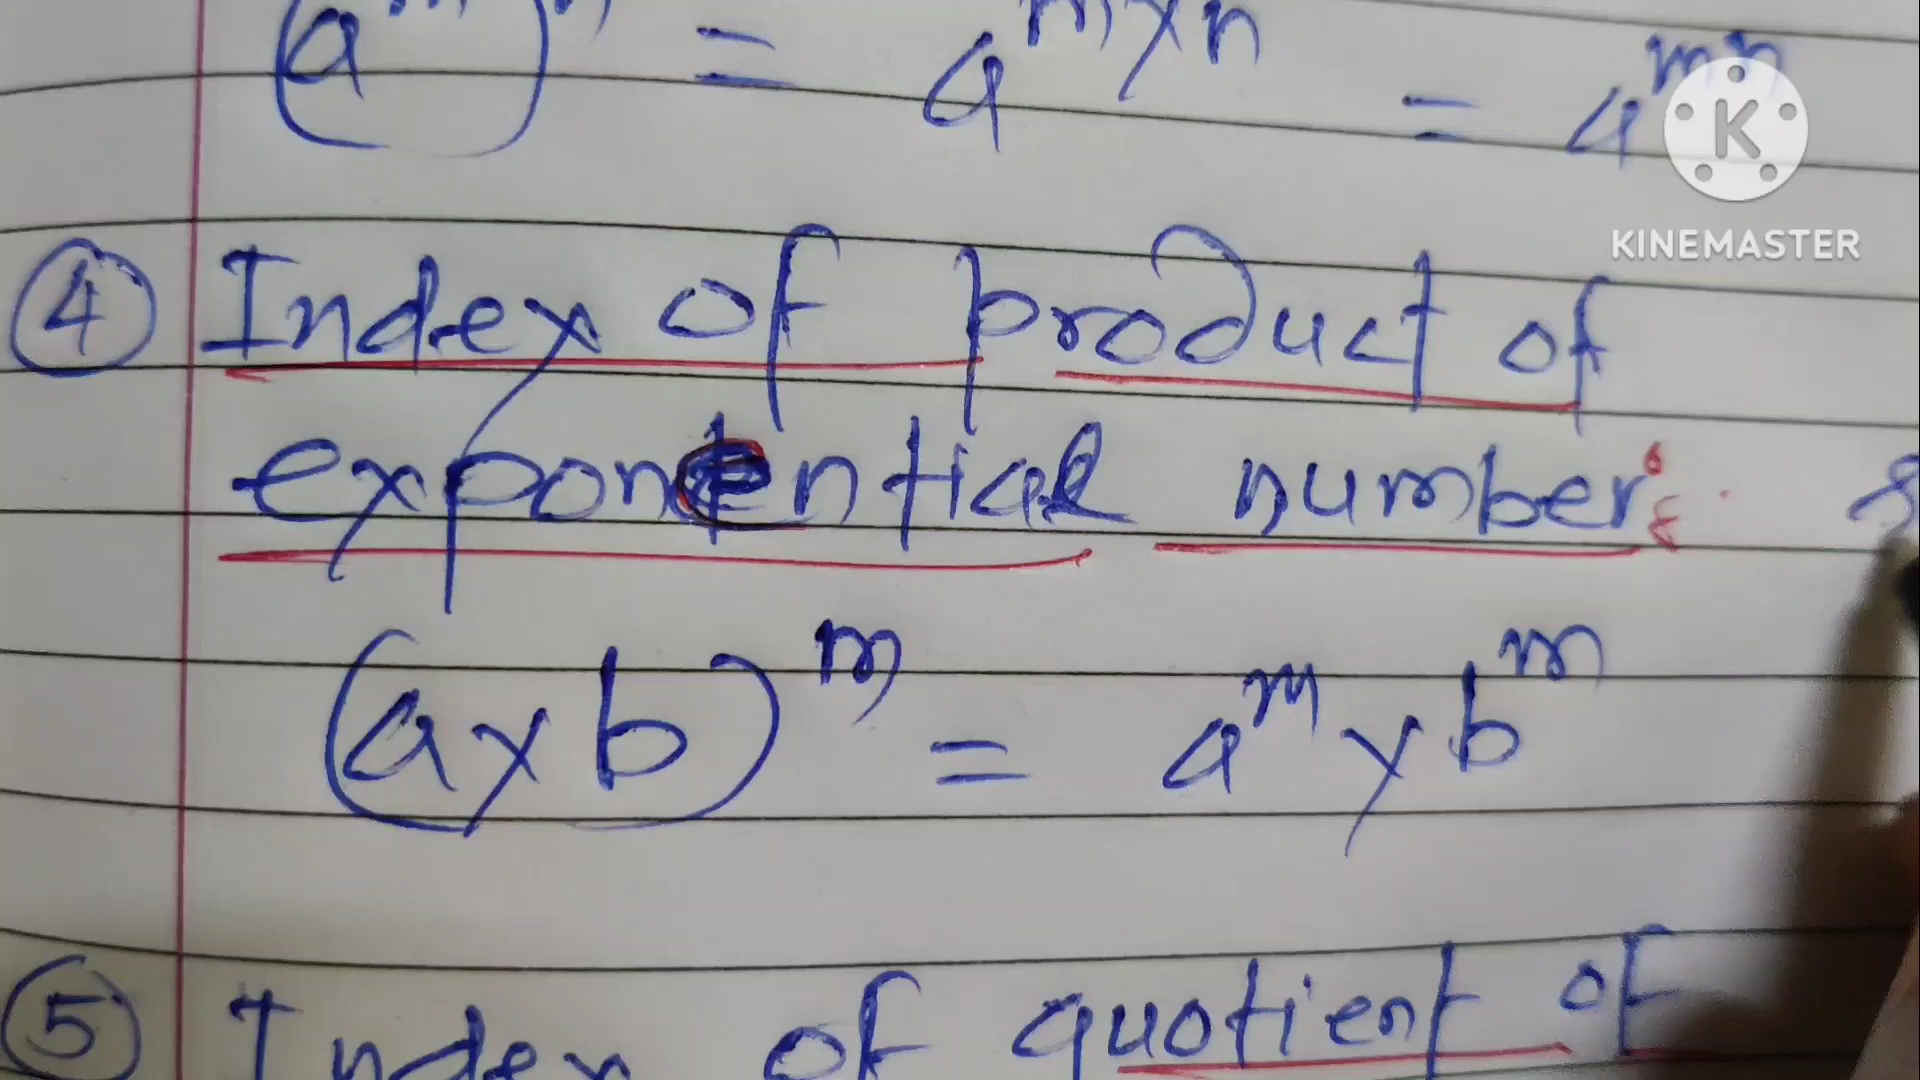 (a^m)^n = a^m×n = a^mn
KINEMASTER
④ Index of product of
exponential number:
(a×b)^m = a^m × b^m
⑤ Index of quotient of